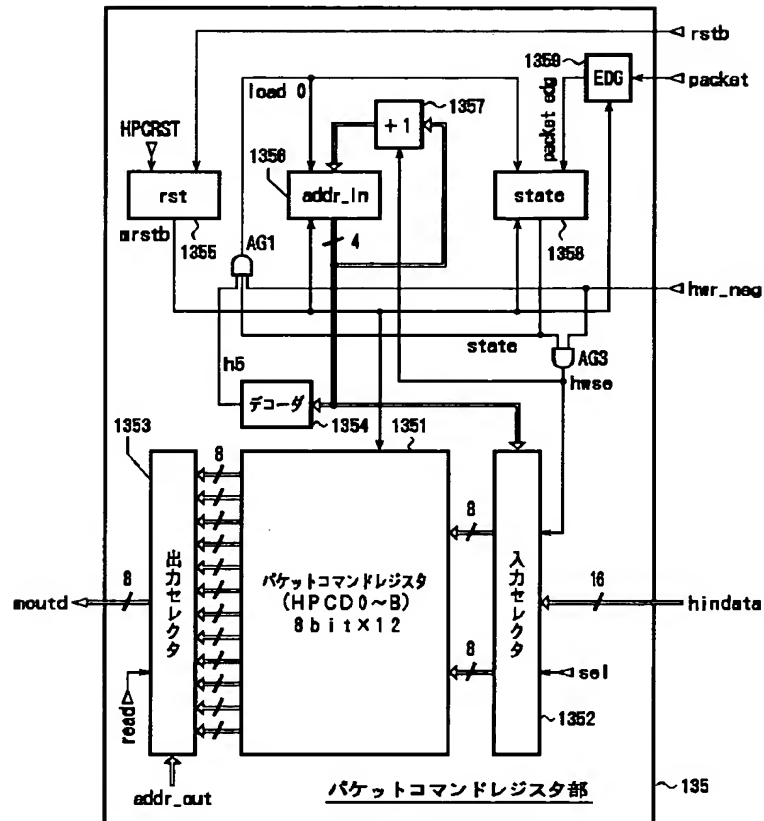 rstb
1359
EDG
packet
load 0
1357
packet edg
+1
HPCRST
1356
rst
addr_in
state
mrstb
1355
AG1
4
1358
hwr_neg
state
AG3
h5
hwse
デコーダ
1353
1354
1351
8
出力セレクタ
パケットコマンドレジスタ
(HPCD0〜B)
8bit×12
8
入力セレクタ
8
moutd
16
hindata
8
sel
read
1352
addr_out
パケットコマンドレジスタ部
135